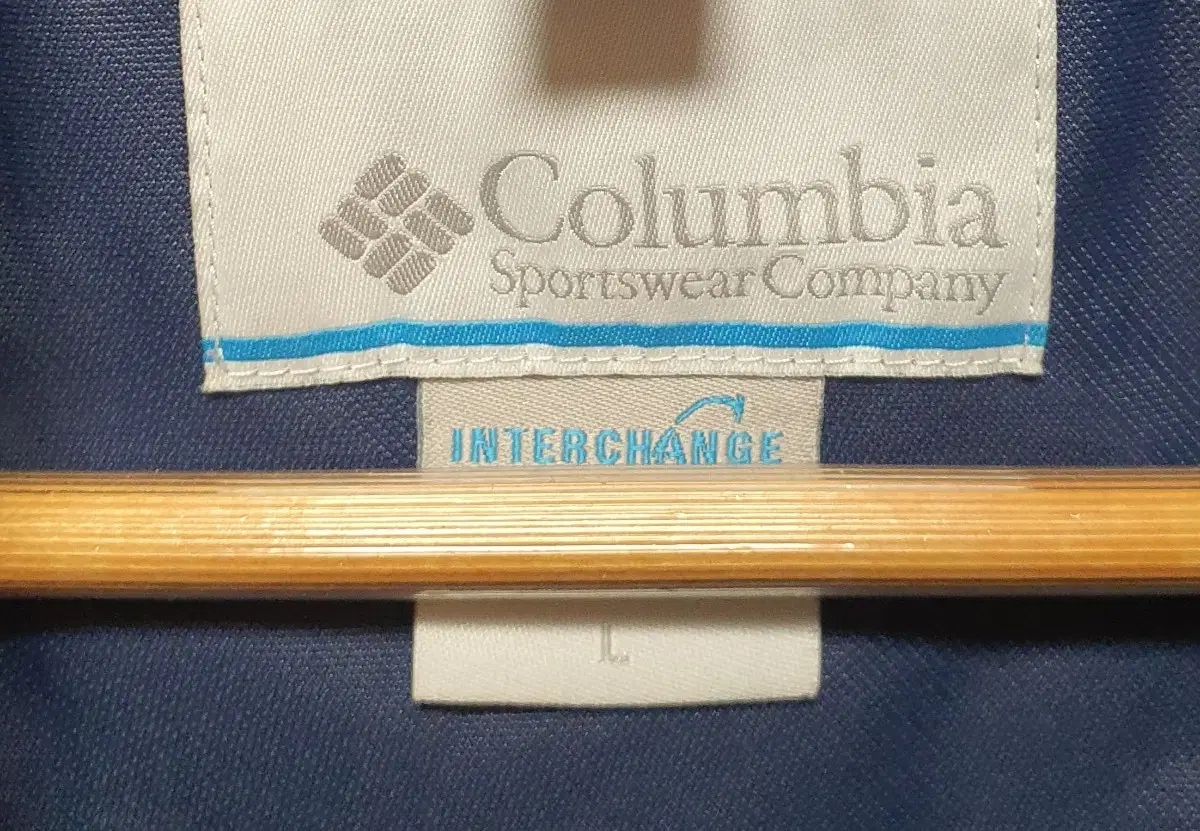 Columbia
Sportswear Company
INTERCHANGE
L